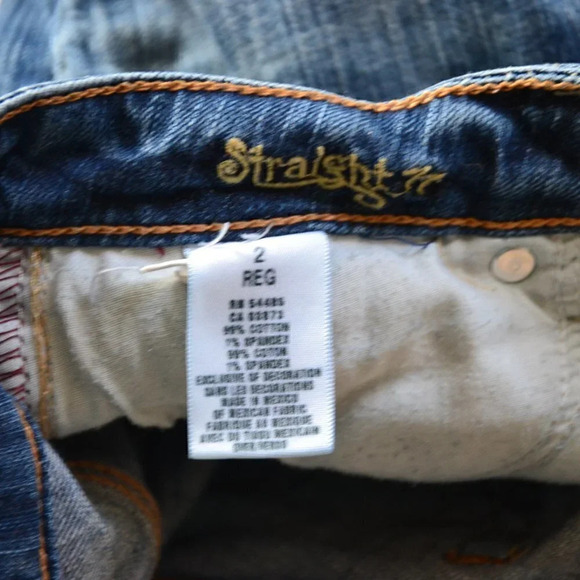 Straight 77
2
REG
RN 54485
CA 00873
99% COTTON
1% SPANDEX
99% COTON
1% SPANDEX
EXCLUSIVE OF DECORATION
SANS LES DECORATIONS
MADE IN MEXICO
OF MEXICAN FABRIC
FABRIQUE AU MEXIQUE
AVEC DU TISSU MEXICAIN